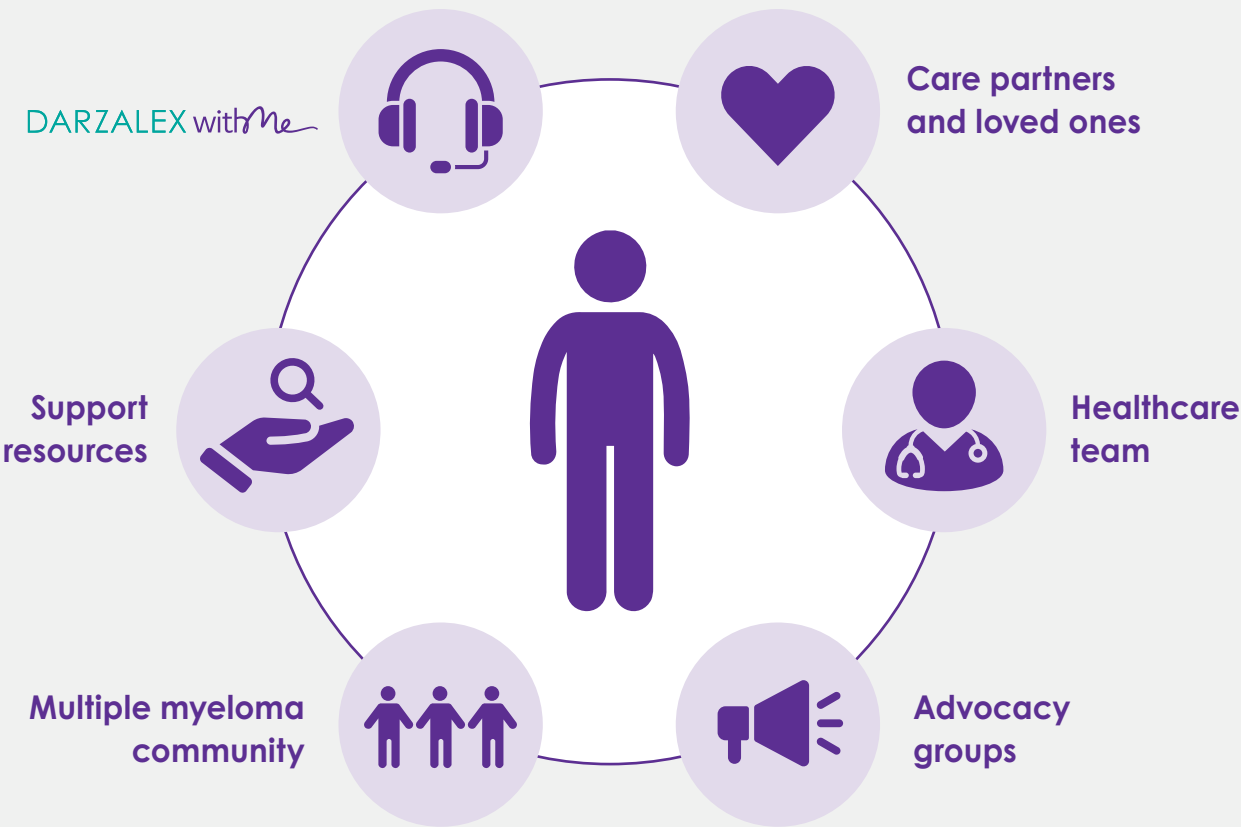 DARZALEX withMe
Care partners
and loved ones
Support
resources
Healthcare
team
Multiple myeloma
community
Advocacy
groups